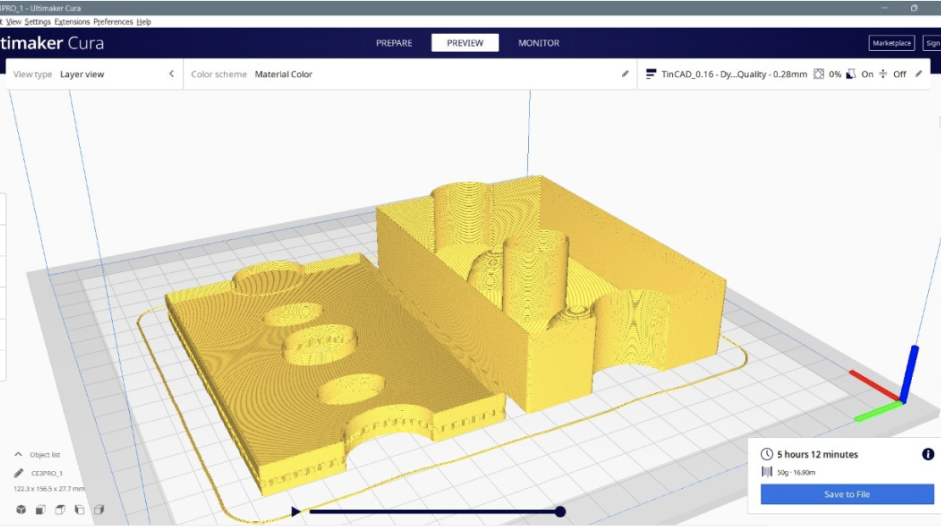 3PRO_1 - Ultimaker Cura
t View Settings Extensions Preferences Help
timaker Cura PREPARE PREVIEW MONITOR Marketplace Sign
View type Layer view Color scheme Material Color TinCAD_0.16 - Dy...Quality - 0.28mm 0% On Off
Object list
CE3PRO_1
122.3 x 156.5 x 27.7 mm
5 hours 12 minutes
50g · 16.90m
Save to File